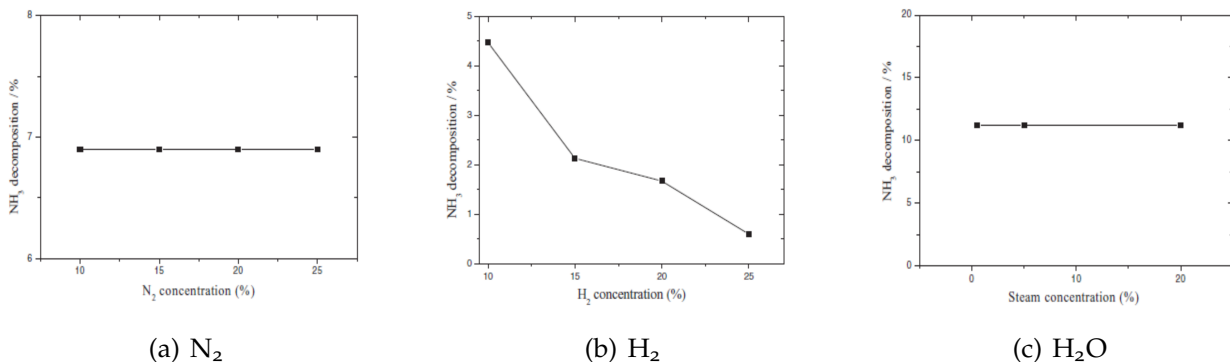 8
7
6
NH₃ decomposition / %
10 15 20 25
N₂ concentration (%)
(a) N₂
5
4
3
2
1
0
NH₃ decomposition / %
10 15 20 25
H₂ concentration (%)
(b) H₂
20
15
10
5
0
NH₃ decomposition / %
0 10 20
Steam concentration (%)
(c) H₂O